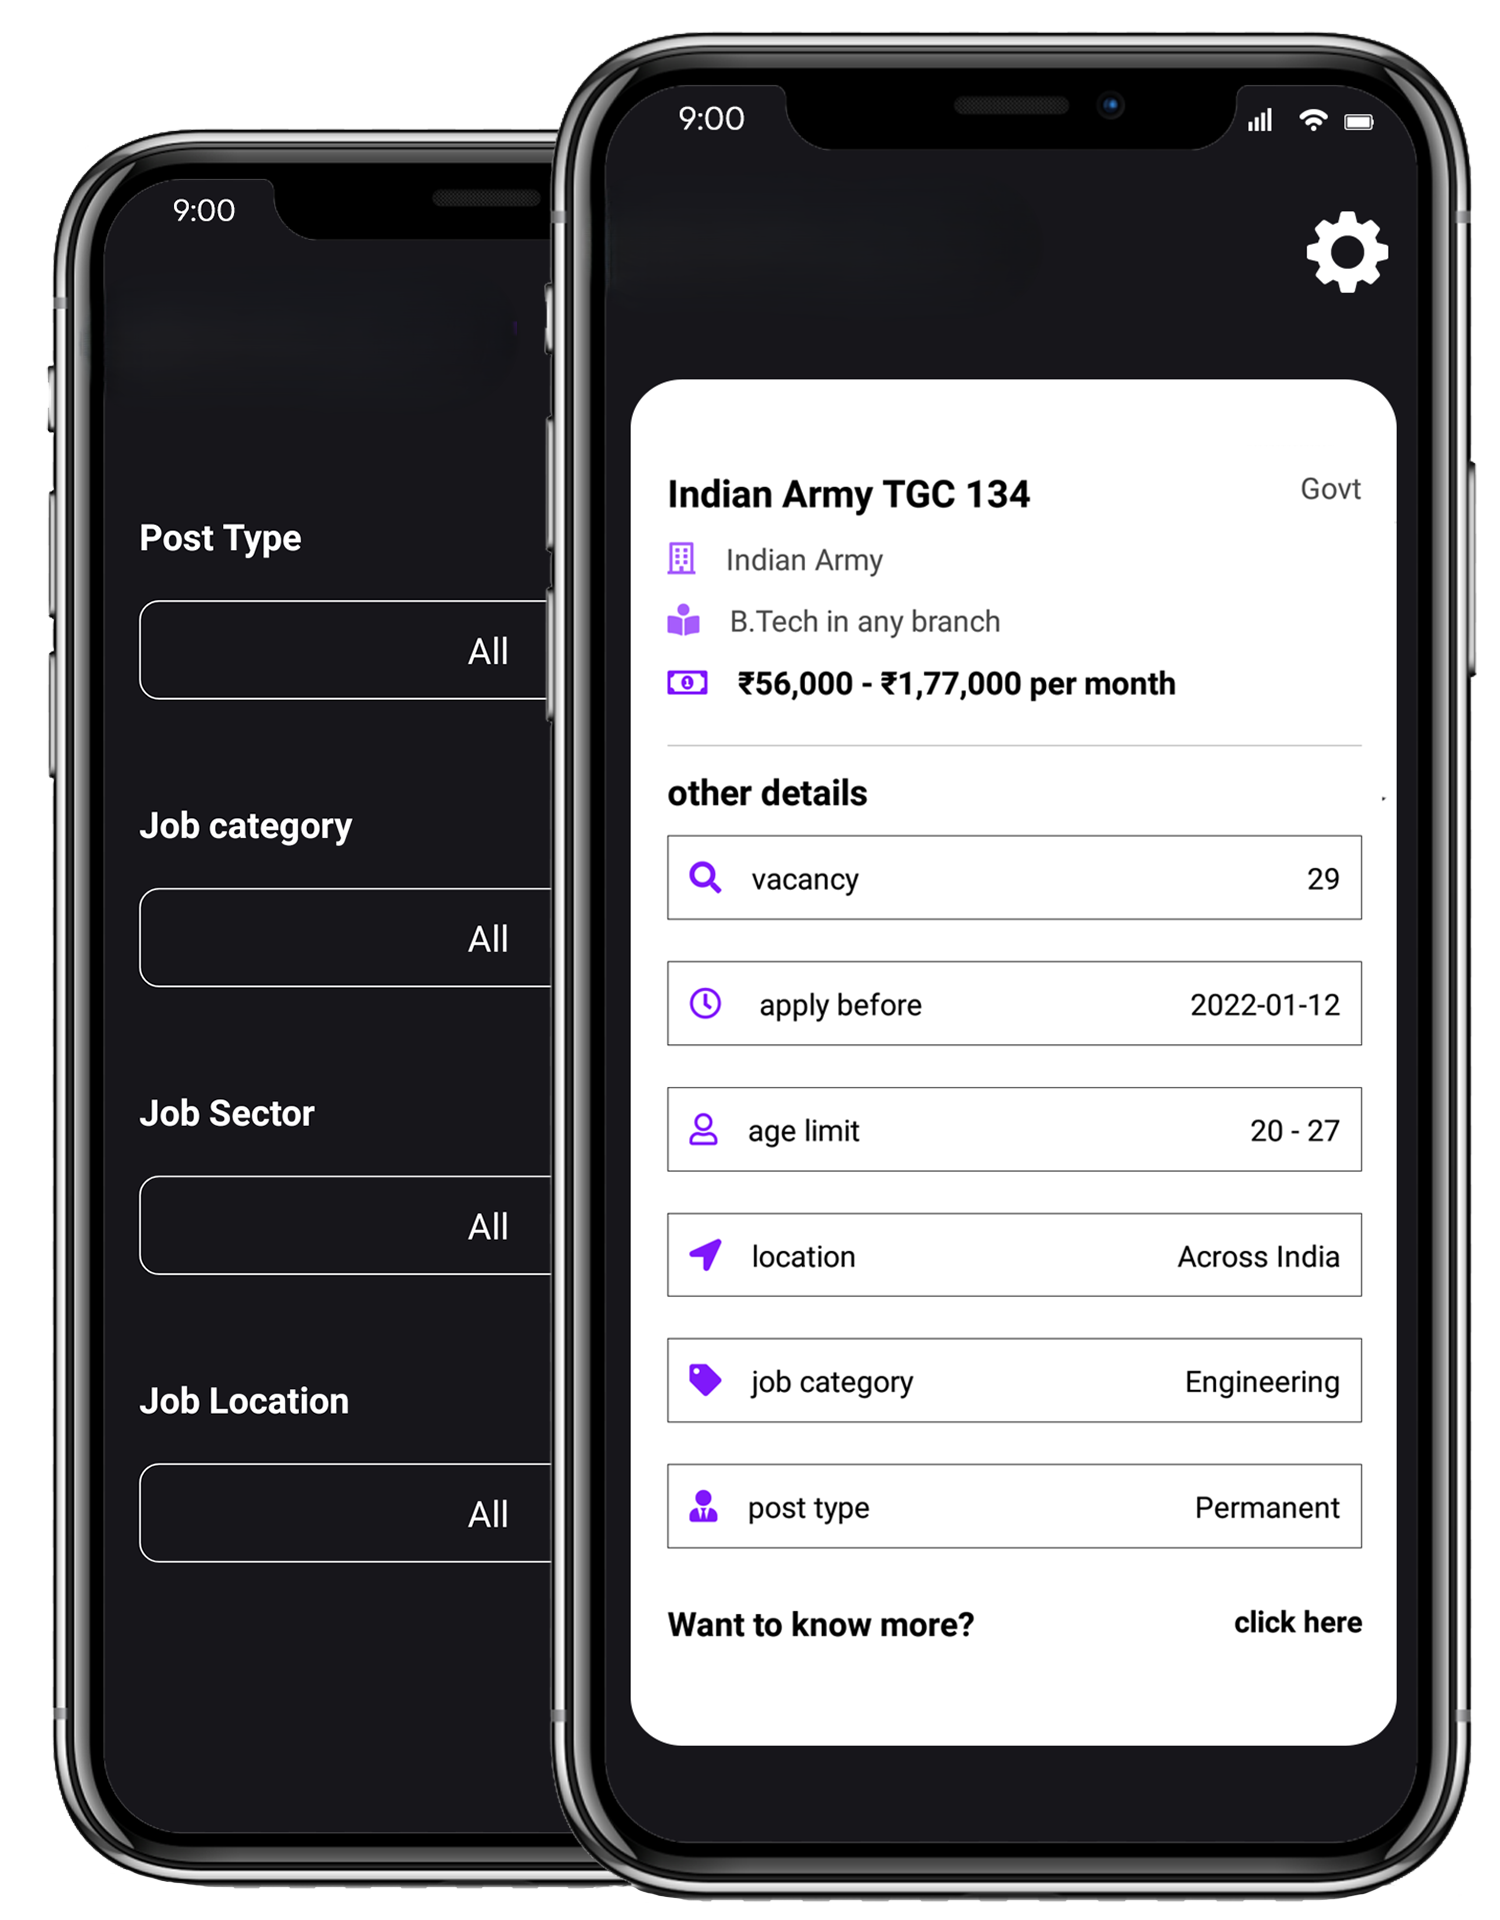 9:00
Post Type
All
Job category
All
Job Sector
All
Job Location
All
9:00
Indian Army TGC 134 Govt
Indian Army
B.Tech in any branch
1 ₹56,000 - ₹1,77,000 per month
other details
vacancy 29
apply before 2022-01-12
age limit 20 - 27
location Across India
job category Engineering
post type Permanent
Want to know more? click here